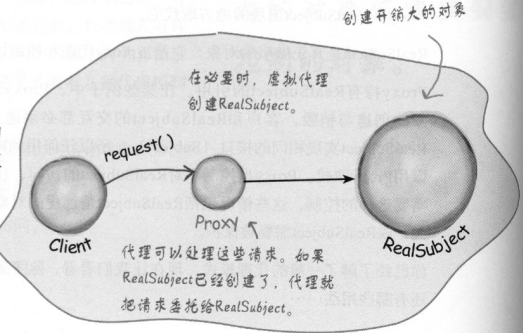 创建开销大的对象
在必要时，虚拟代理
创建RealSubject。
request()
Client
Proxy
RealSubject
代理可以处理这些请求。如果
RealSubject已经创建了，代理就
把请求委托给RealSubject。